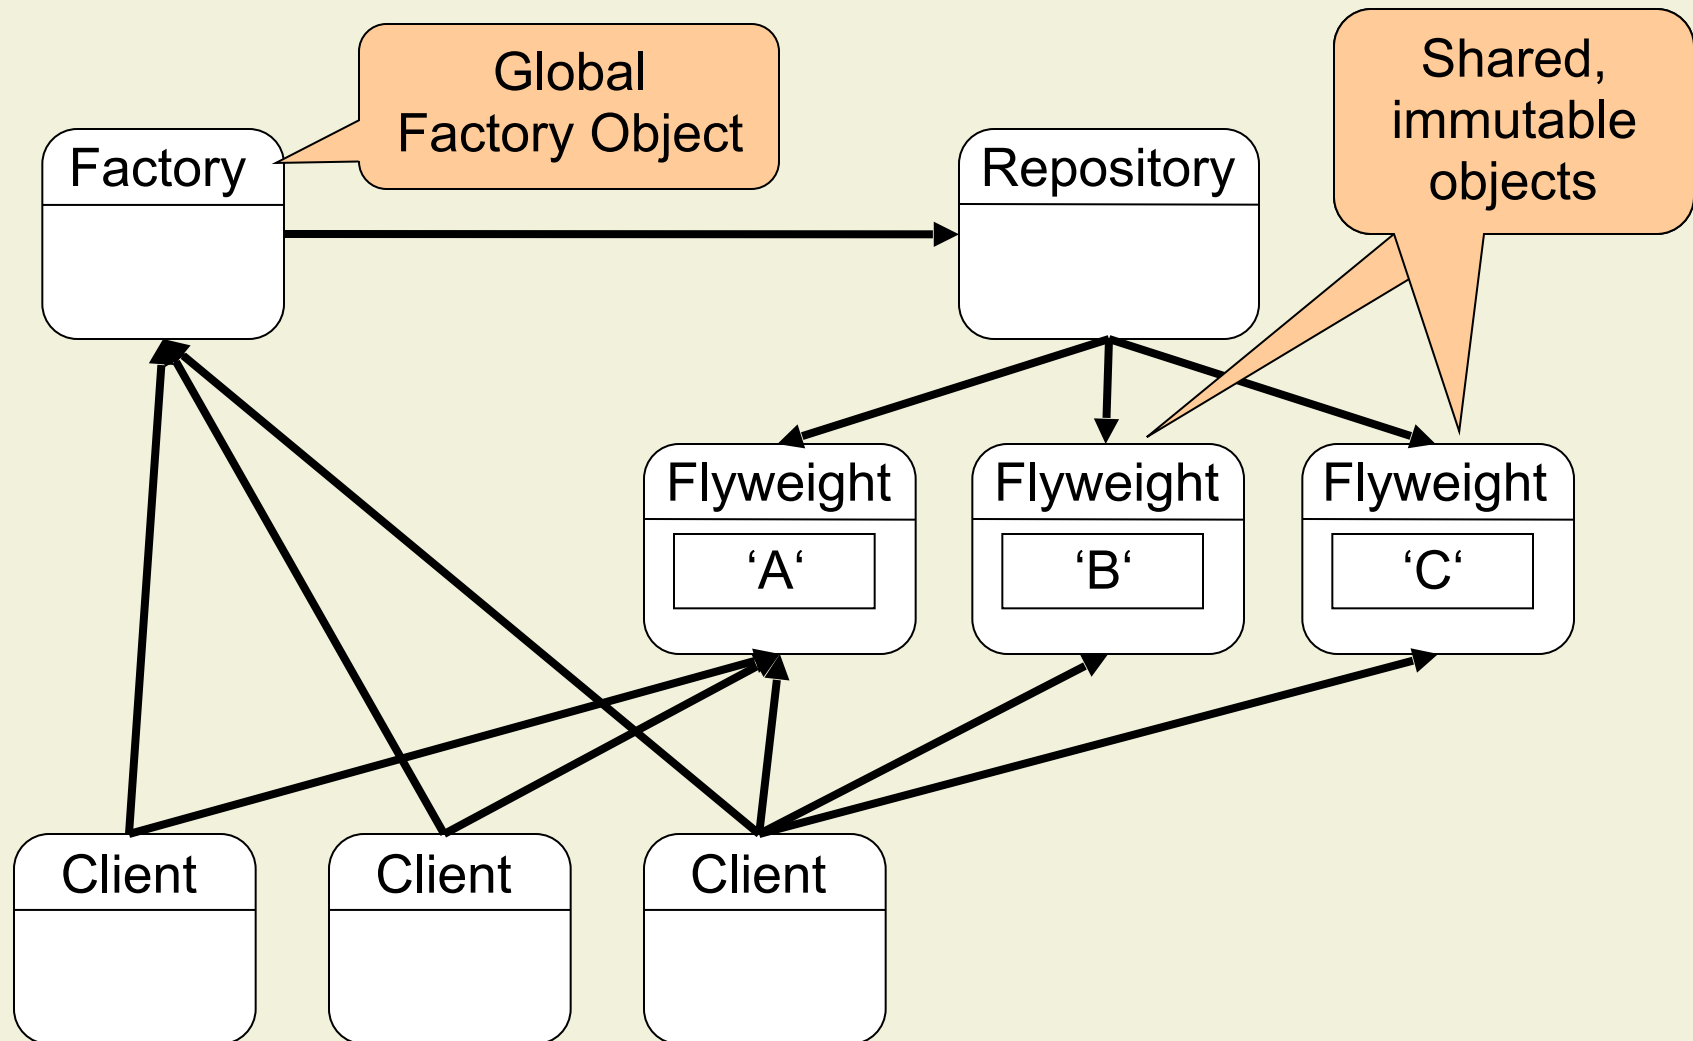 Global
Factory Object
Shared,
immutable
objects
Factory
Repository
Flyweight
Flyweight
Flyweight
‘A‘
‘B‘
‘C‘
Client
Client
Client